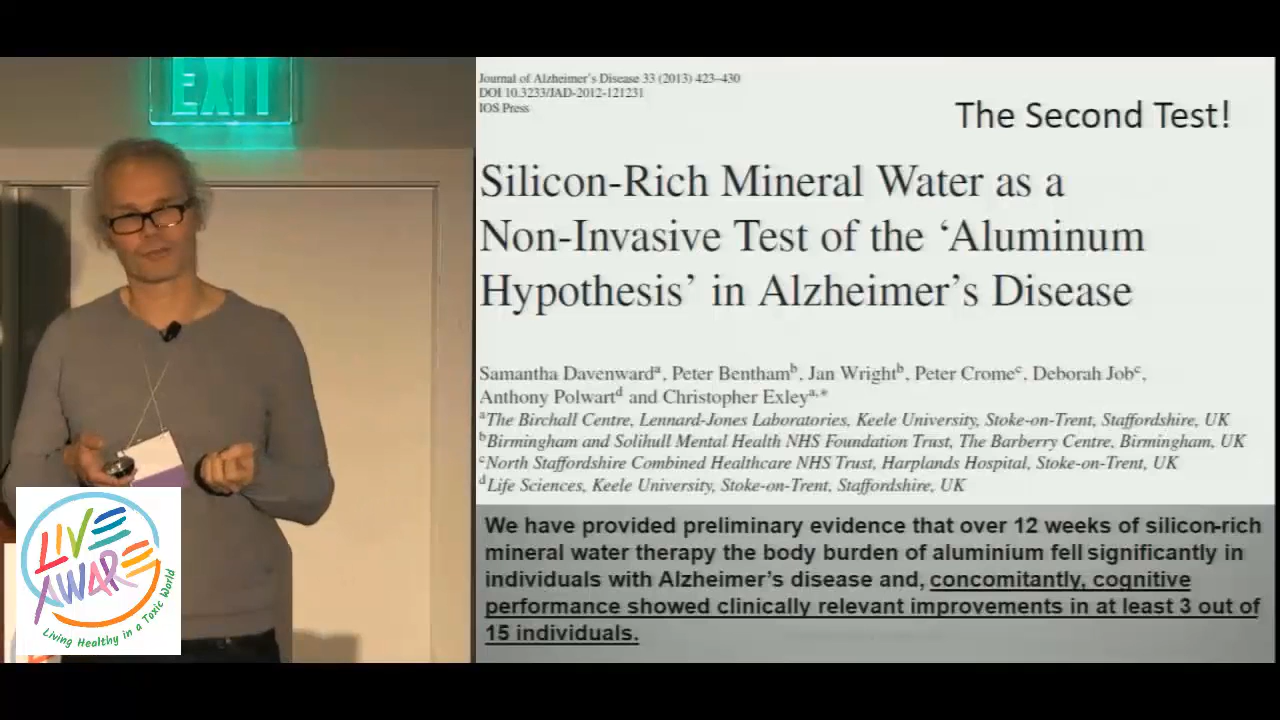 EXIT
Journal of Alzheimer's Disease 33 (2013) 423–430
DOI 10.3233/JAD-2012-121231
IOS Press
The Second Test!
Silicon-Rich Mineral Water as a
Non-Invasive Test of the ‘Aluminum
Hypothesis’ in Alzheimer's Disease
Samantha Davenwardᵃ, Peter Benthamᵇ, Jan Wrightᵇ, Peter Cromeᶜ, Deborah Jobᶜ,
Anthony Polwartᵈ and Christopher Exleyᵃ,*
ᵃThe Birchall Centre, Lennard-Jones Laboratories, Keele University, Stoke-on-Trent, Staffordshire, UK
ᵇBirmingham and Solihull Mental Health NHS Foundation Trust, The Barberry Centre, Birmingham, UK
ᶜNorth Staffordshire Combined Healthcare NHS Trust, Harplands Hospital, Stoke-on-Trent, UK
ᵈLife Sciences, Keele University, Stoke-on-Trent, Staffordshire, UK
We have provided preliminary evidence that over 12 weeks of silicon-rich
mineral water therapy the body burden of aluminium fell significantly in
individuals with Alzheimer's disease and, concomitantly, cognitive
performance showed clinically relevant improvements in at least 3 out of
15 individuals.
LIVE
AWARE
Living Healthy in a Toxic World